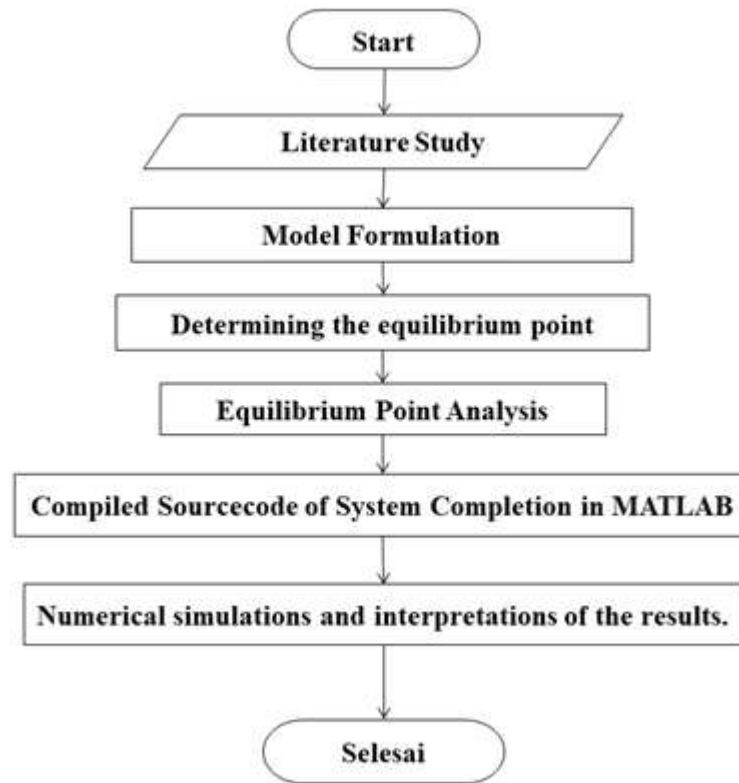 Start
Literature Study
Model Formulation
Determining the equilibrium point
Equilibrium Point Analysis
Compiled Sourcecode of System Completion in MATLAB
Numerical simulations and interpretations of the results.
Selesai